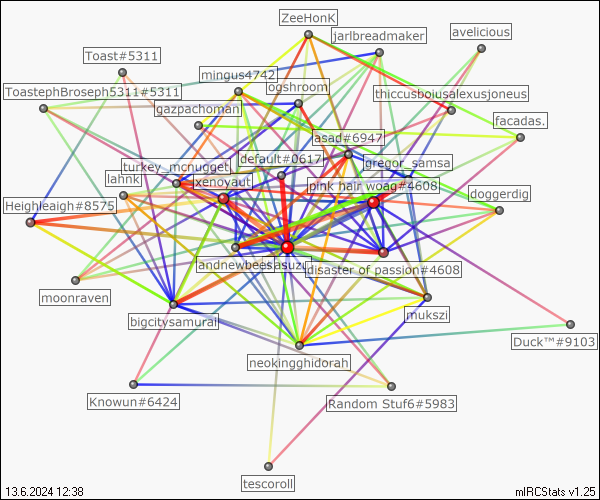 ZeeHonK
jarlbreadmaker
avelicious
Toast#5311
mingus4742
ToastephBroseph5311#5311
ooshroom
thiccusboiusalexusjoneus
gazpachoman
facadas.
asad#6947
default#0617
gregor_samsa
turkey_mcnugget
lahnk
xenoyaut
pink hair woag#4608
doggerdig
Heighleaigh#8575
andnewbees
sasuzu
disaster of passion#4608
moonraven
bigcitysamurai
mukszi
Duck™#9103
neokingghidorah
Knowun#6424
Random Stuf6#5983
tescoroll
13.6.2024 12:38
mIRCStats v1.25